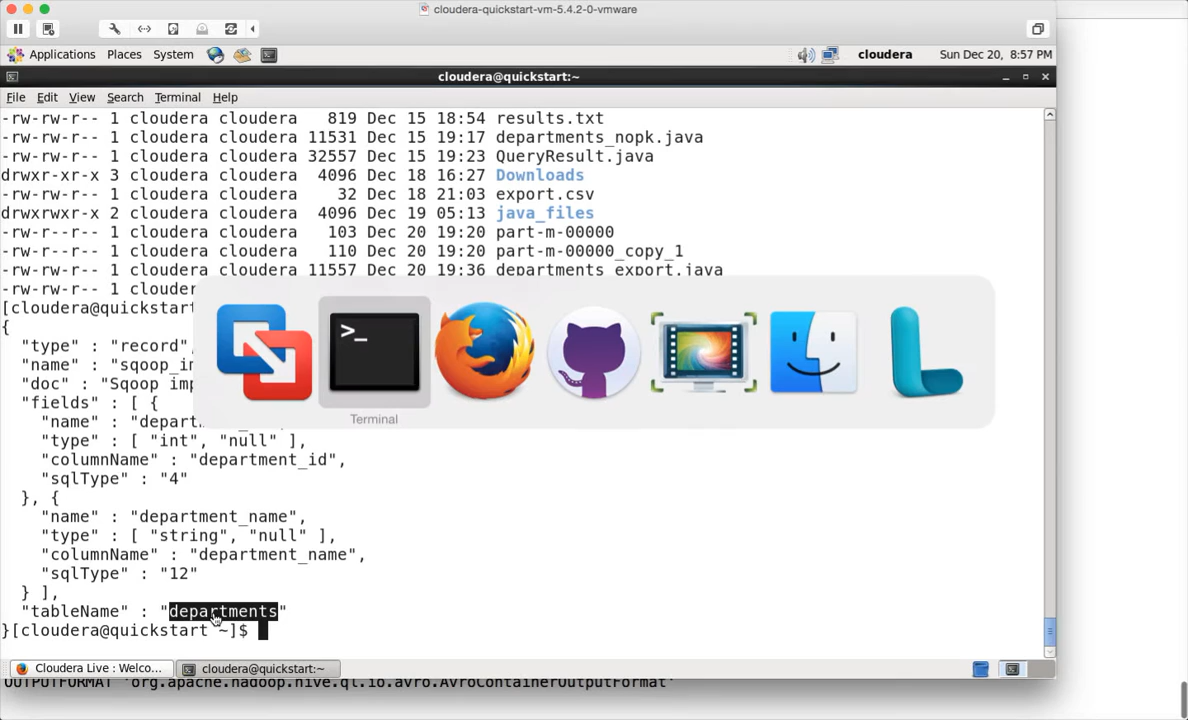 cloudera-quickstart-vm-5.4.2-0-vmware
Applications Places System cloudera Sun Dec 20, 8:57 PM
cloudera@quickstart:~
File Edit View Search Terminal Help
-rw-rw-r-- 1 cloudera cloudera 819 Dec 15 18:54 results.txt
-rw-rw-r-- 1 cloudera cloudera 11531 Dec 15 19:17 departments_nopk.java
-rw-rw-r-- 1 cloudera cloudera 32557 Dec 15 19:23 QueryResult.java
drwxr-xr-x 3 cloudera cloudera 4096 Dec 18 16:27 Downloads
-rw-rw-r-- 1 cloudera cloudera 32 Dec 18 21:03 export.csv
drwxrwxr-x 2 cloudera cloudera 4096 Dec 19 05:13 java_files
-rw-r--r-- 1 cloudera cloudera 103 Dec 20 19:20 part-m-00000
-rw-r--r-- 1 cloudera cloudera 110 Dec 20 19:20 part-m-00000_copy_1
-rw-rw-r-- 1 cloudera cloudera 11557 Dec 20 19:36 departments_export.java
-rw-rw-r-- 1 cloudera
[cloudera@quickstart
{
"type" : "record",
"name" :
"doc" : "Sqoop
"fields" : [ {
"name" :
"type" : [ "int", "null" ],
"columnName" : "department_id",
"sqlType" : "4"
}, {
"name" : "department_name",
"type" : [ "string", "null" ],
"columnName" : "department_name",
"sqlType" : "12"
} ],
"tableName" : "departments"
}[cloudera@quickstart ~]$
>_
Terminal
Cloudera Live : Welco... cloudera@quickstart:~
OUTPUTFORMAT 'org.apache.hadoop.hive.ql.io.avro.AvroContainerOutputFormat'